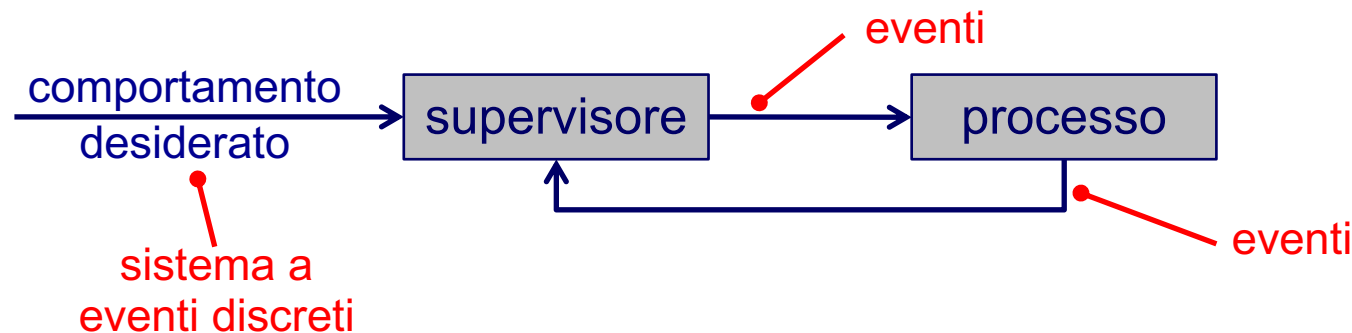 eventi
comportamento
desiderato
supervisore
processo
sistema a
eventi discreti
eventi